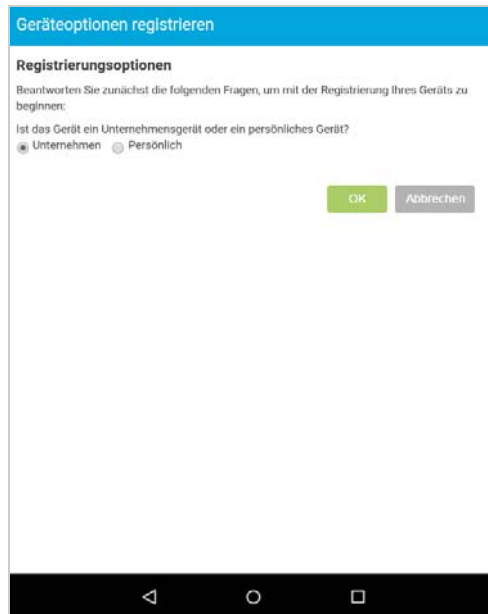 Geräteoptionen registrieren
Registrierungsoptionen
Beantworten Sie zunächst die folgenden Fragen, um mit der Registrierung Ihres Geräts zu
beginnen:
Ist das Gerät ein Unternehmensgerät oder ein persönliches Gerät?
Unternehmen Persönlich
OK Abbrechen